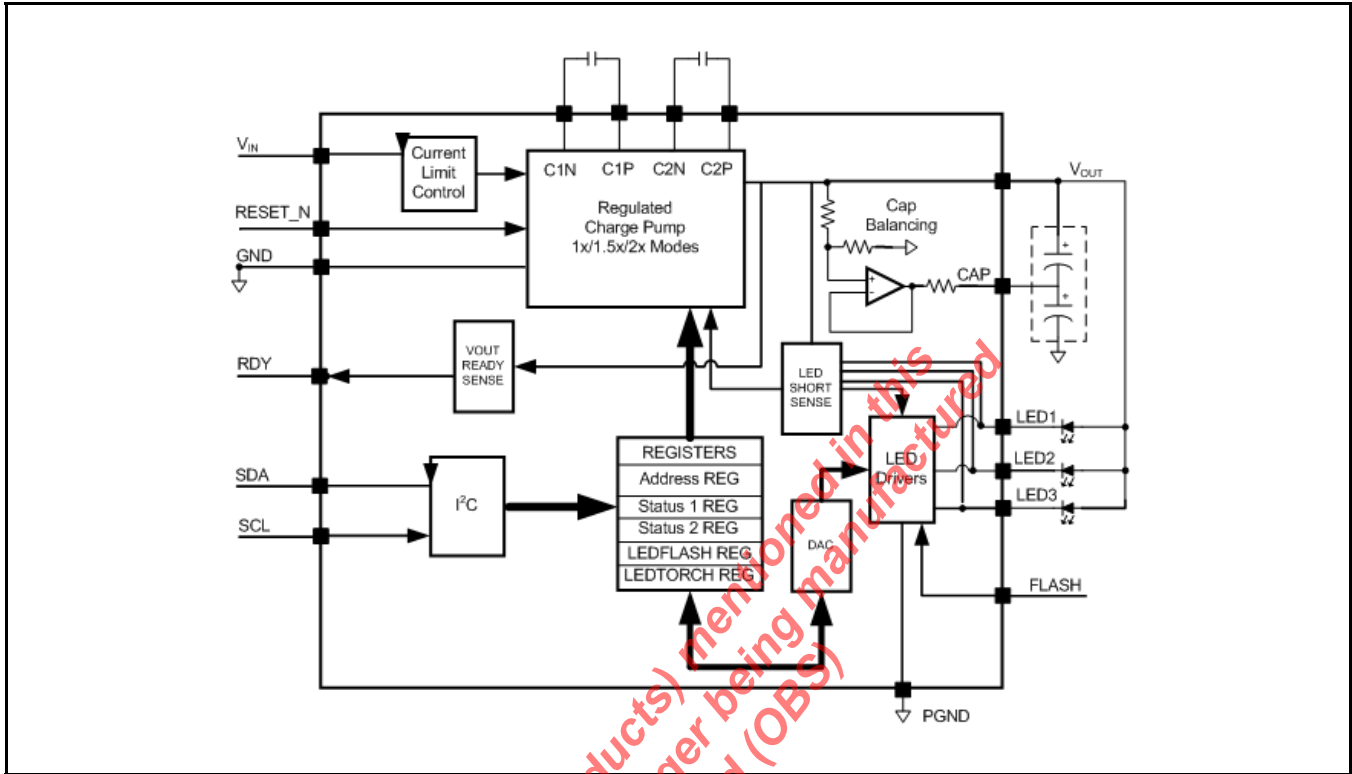 C1N C1P C2N C2P
Regulated
Charge Pump
1x/1.5x/2x Modes
VIN
Current
Limit
Control
RESET_N
GND
VOUT
Cap
Balancing
+
-
CAP
+
+
RDY
VOUT
READY
SENSE
LED
SHORT
SENSE
LED1
LED2
LED3
LED
Drivers
SDA
SCL
I²C
REGISTERS
Address REG
Status 1 REG
Status 2 REG
LEDFLASH REG
LEDTORCH REG
DAC
FLASH
PGND
ducts) mentioned in this
ger being manufactured
d (OBS)